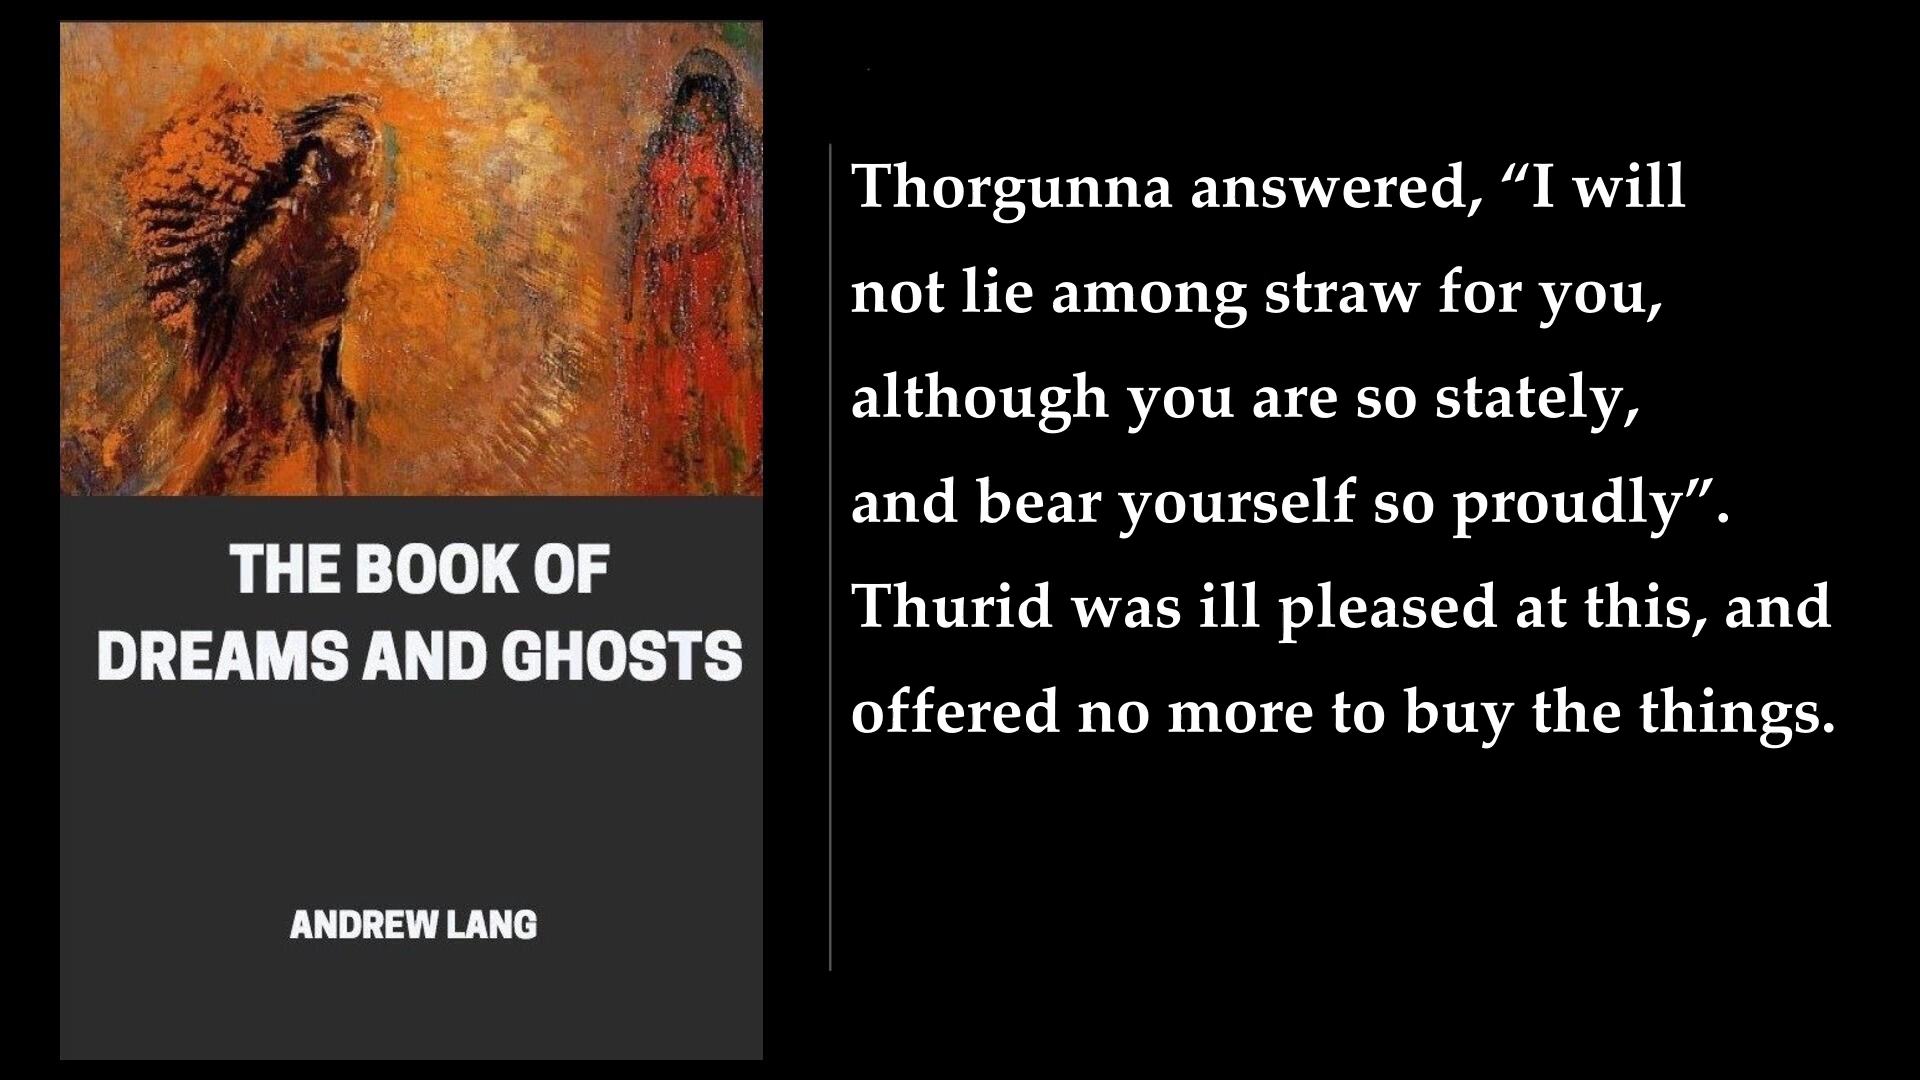 THE BOOK OF
DREAMS AND GHOSTS
ANDREW LANG
Thorgunna answered, “I will
not lie among straw for you,
although you are so stately,
and bear yourself so proudly”.
Thurid was ill pleased at this, and
offered no more to buy the things.